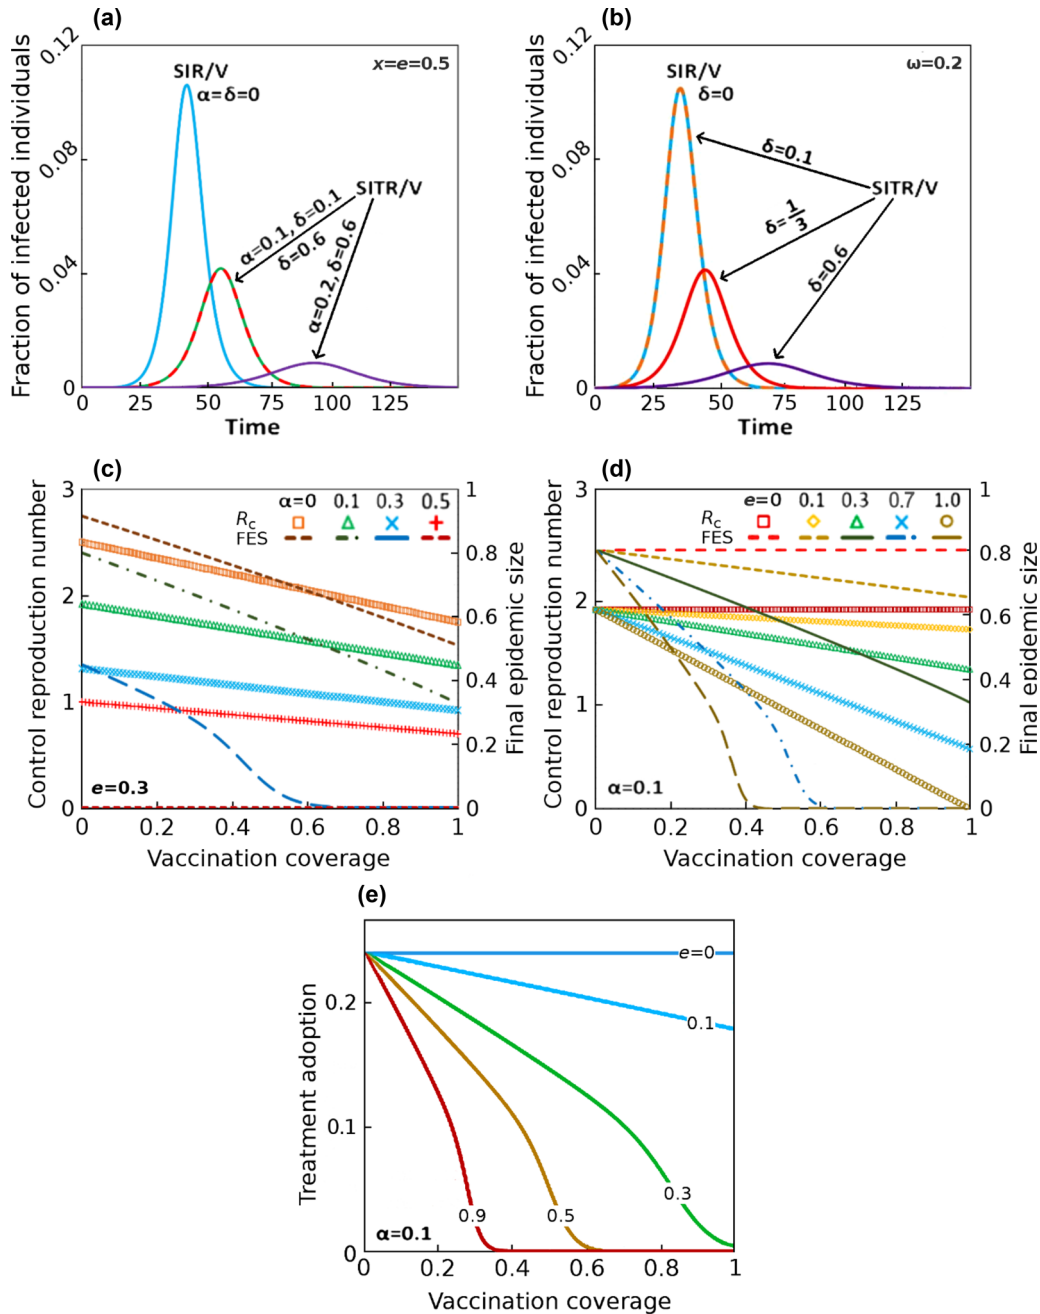 (a)
Fraction of infected individuals
0.12
0.08
0.04
0
x=e=0.5
SIR/V
α=δ=0
SITR/V
α=0.1, δ=0.1
δ=0.6
α=0.2, δ=0.6
0 25 50 75 100 125
Time
(b)
Fraction of infected individuals
0.12
0.08
0.04
0
ω=0.2
SIR/V
δ=0
δ=0.1
SITR/V
δ=1/3
δ=0.6
0 25 50 75 100 125
Time
(c)
Control reproduction number
3
2
1
0
α=0 0.1 0.3 0.5
Rc
FES
e=0.3
1
0.8
0.6
0.4
0.2
0
Final epidemic size
0 0.2 0.4 0.6 0.8 1
Vaccination coverage
(d)
Control reproduction number
3
2
1
0
e=0 0.1 0.3 0.7 1.0
Rc
FES
α=0.1
1
0.8
0.6
0.4
0.2
0
Final epidemic size
0 0.2 0.4 0.6 0.8 1
Vaccination coverage
(e)
Treatment adoption
0.2
0.1
0
e=0
0.1
0.3
0.5
0.9
α=0.1
0 0.2 0.4 0.6 0.8 1
Vaccination coverage